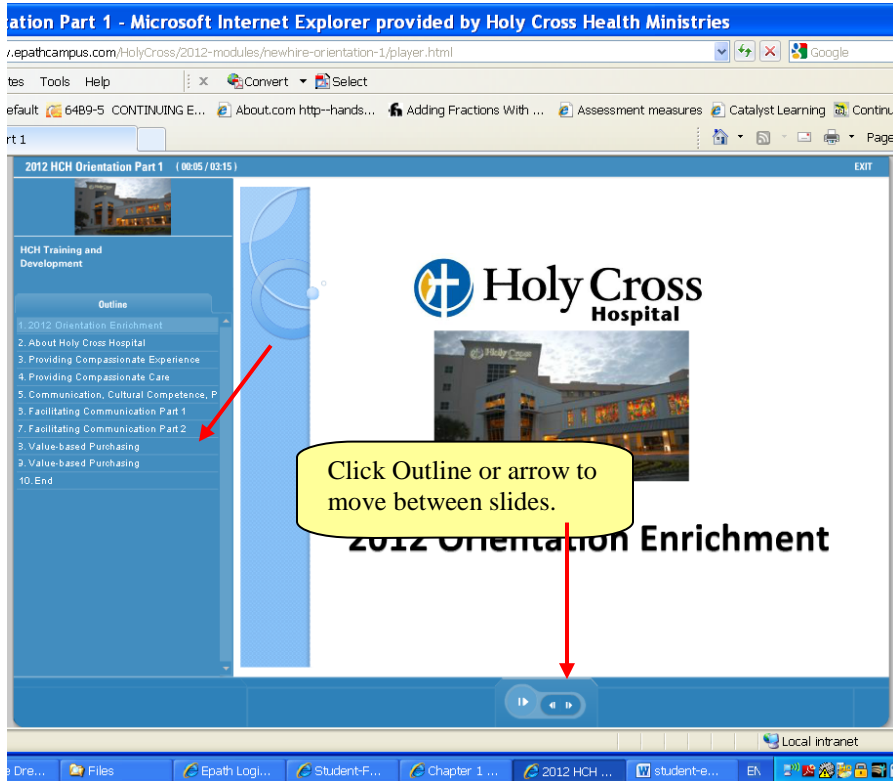 ation Part 1 - Microsoft Internet Explorer provided by Holy Cross Health Ministries
.epathcampus.com/HolyCross/2012-modules/newhire-orientation-1/player.html
Google
tes Tools Help
Convert
Select
efault
64B9-5 CONTINUING E...
About.com http--hands...
Adding Fractions With ...
Assessment measures
Catalyst Learning
Continu
rt 1
Page
2012 HCH Orientation Part 1 ( 00:05 / 03:15 )
EXIT
HCH Training and
Development
Outline
1. 2012 Orientation Enrichment
2. About Holy Cross Hospital
3. Providing Compassionate Experience
4. Providing Compassionate Care
5. Communication, Cultural Competence, P
5. Facilitating Communication Part 1
7. Facilitating Communication Part 2
3. Value-based Purchasing
9. Value-based Purchasing
10. End
Holy Cross
Hospital
Holy Cross
Click Outline or arrow to
move between slides.
2012 Orientation Enrichment
Local intranet
e Dre...
Files
Epath Logi...
Student-F...
Chapter 1 ...
2012 HCH ...
student-e...
EN